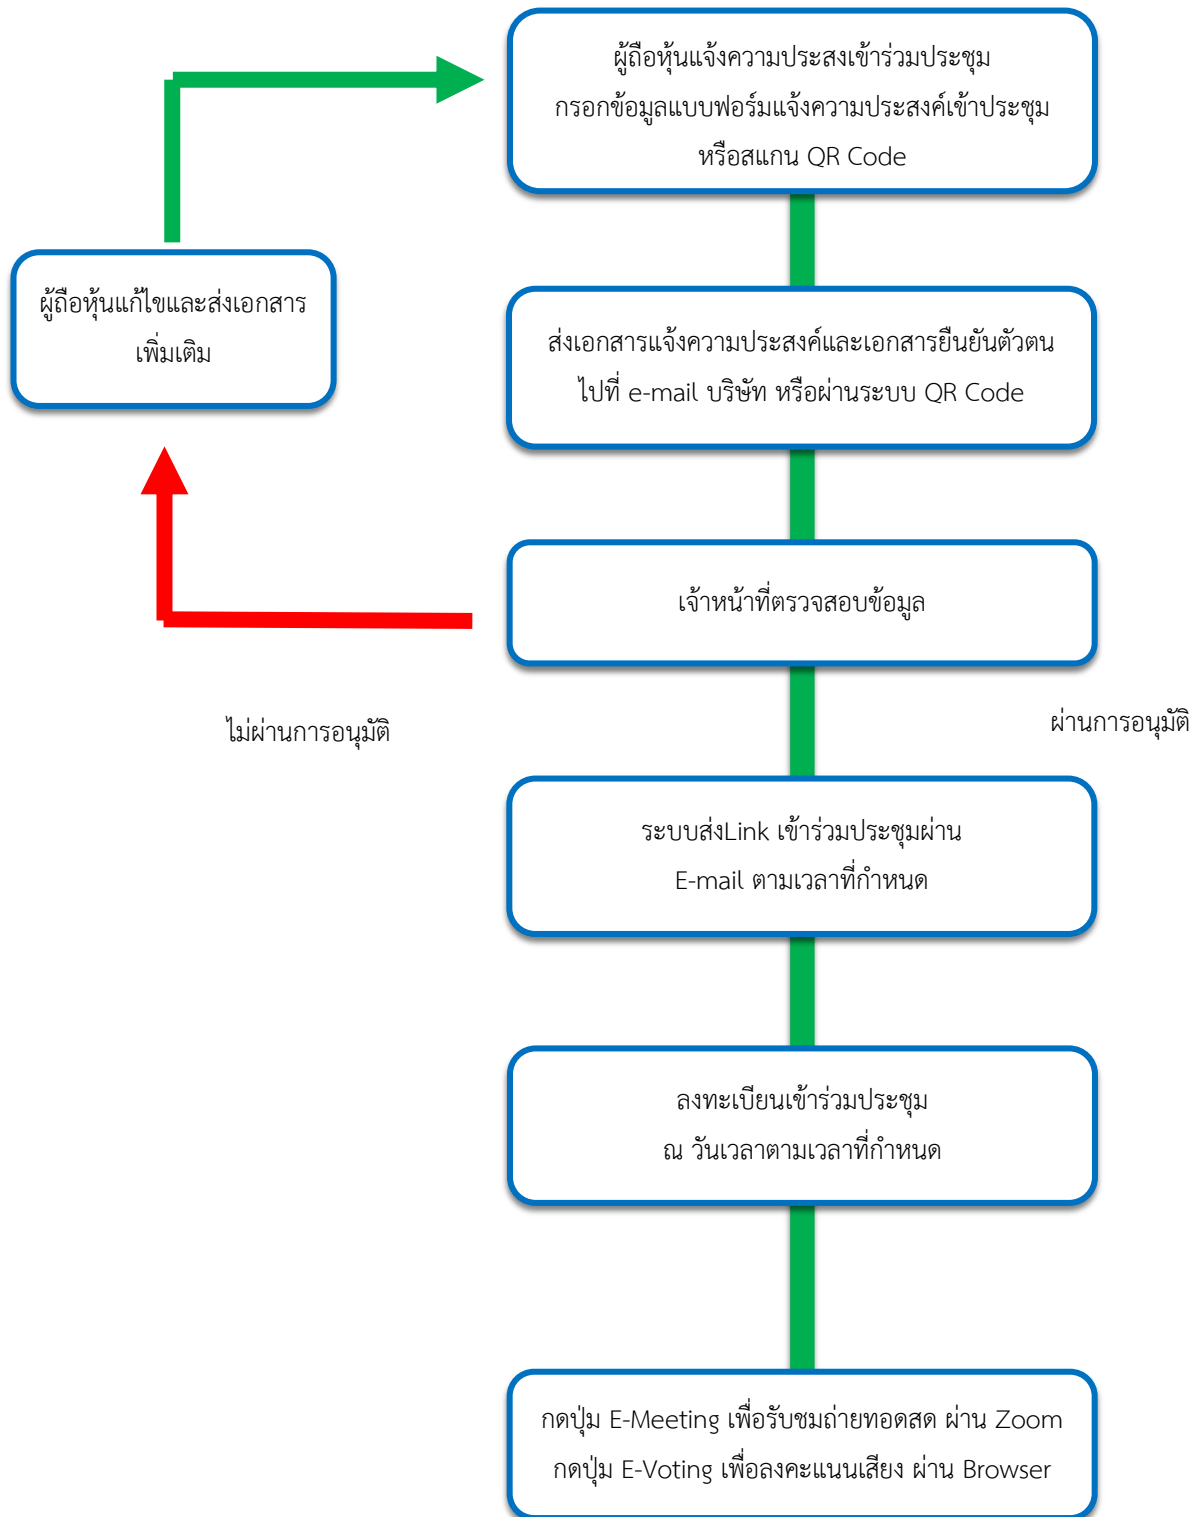 ผู้ถือหุ้นแจ้งความประสงเข้าร่วมประชุม
กรอกข้อมูลแบบฟอร์มแจ้งความประสงค์เข้าประชุม
หรือสแกน QR Code
ผู้ถือหุ้นแก้ไขและส่งเอกสาร
เพิ่มเติม
ส่งเอกสารแจ้งความประสงค์และเอกสารยืนยันตัวตน
ไปที่ e-mail บริษัท หรือผ่านระบบ QR Code
เจ้าหน้าที่ตรวจสอบข้อมูล
ไม่ผ่านการอนุมัติ
ผ่านการอนุมัติ
ระบบส่งLink เข้าร่วมประชุมผ่าน
E-mail ตามเวลาที่กำหนด
ลงทะเบียนเข้าร่วมประชุม
ณ วันเวลาตามเวลาที่กำหนด
กดปุ่ม E-Meeting เพื่อรับชมถ่ายทอดสด ผ่าน Zoom
กดปุ่ม E-Voting เพื่อลงคะแนนเสียง ผ่าน Browser